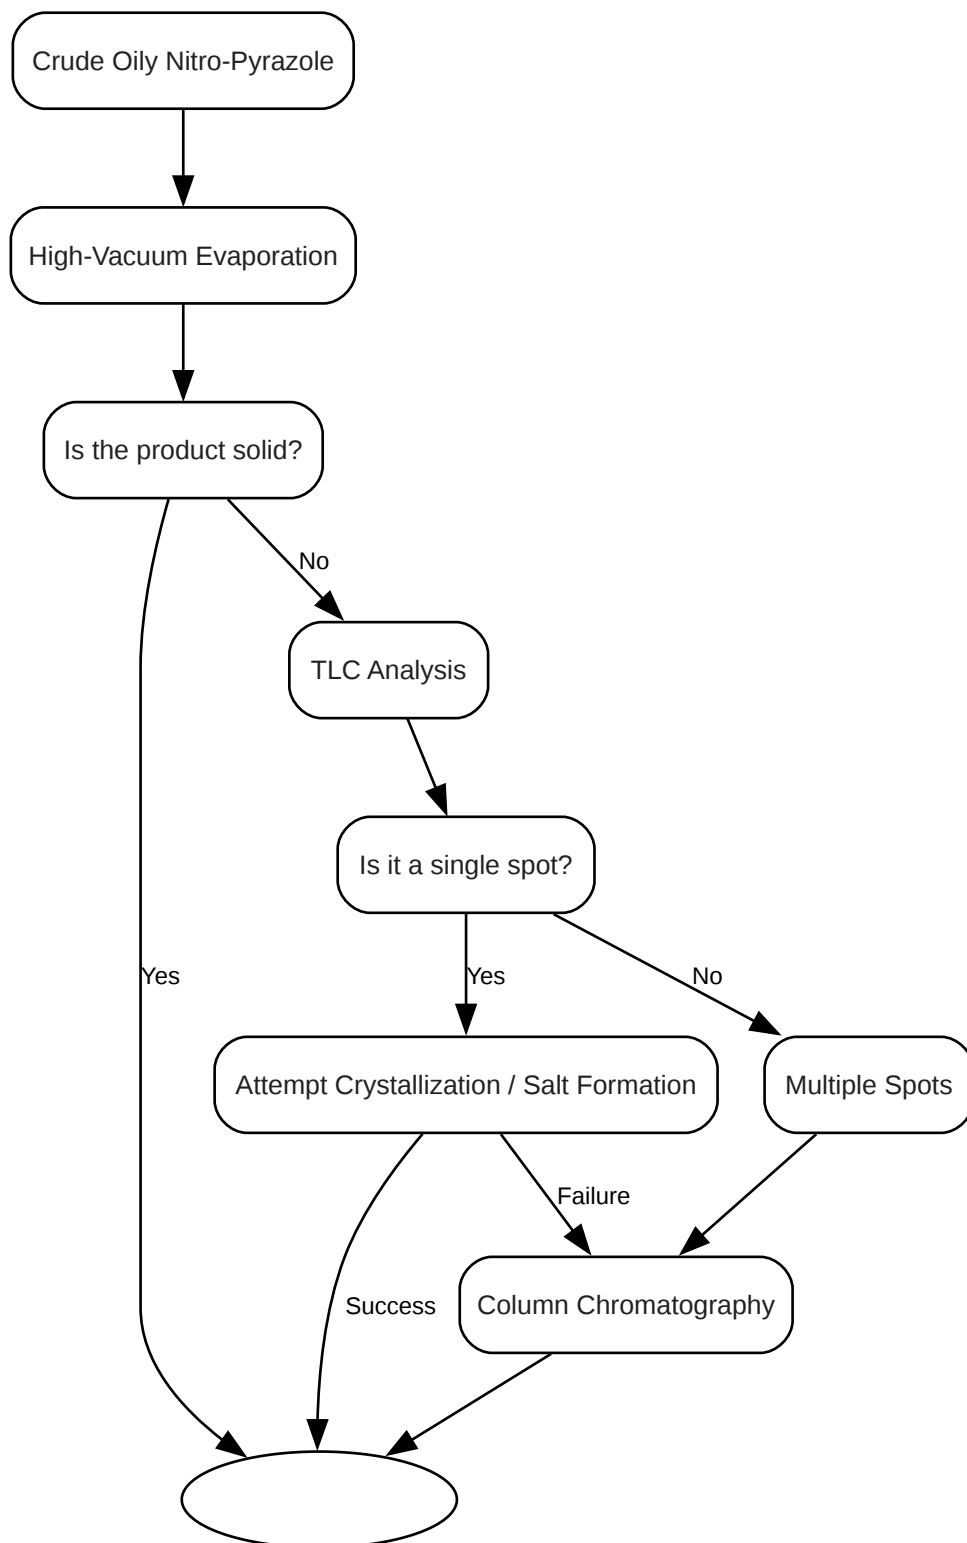 Crude Oily Nitro-Pyrazole
High-Vacuum Evaporation
Is the product solid?
No
TLC Analysis
Is it a single spot?
Yes
Yes
No
Attempt Crystallization / Salt Formation
Multiple Spots
Failure
Success
Column Chromatography